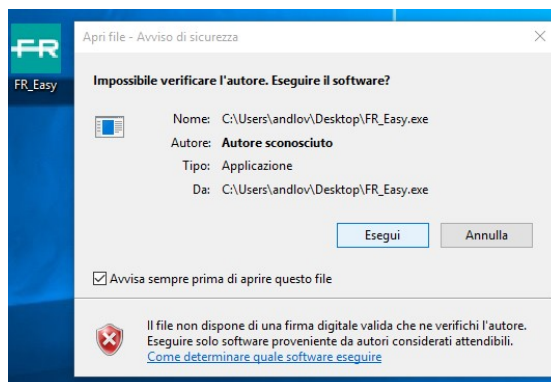 FR
FR_Easy
Apri file - Avviso di sicurezza
Impossibile verificare l'autore. Eseguire il software?
Nome: C:\Users\andlov\Desktop\FR_Easy.exe
Autore: Autore sconosciuto
Tipo: Applicazione
Da: C:\Users\andlov\Desktop\FR_Easy.exe
Esegui Annulla
Avvisa sempre prima di aprire questo file
Il file non dispone di una firma digitale valida che ne verifichi l'autore.
Eseguire solo software proveniente da autori considerati attendibili.
Come determinare quale software eseguire